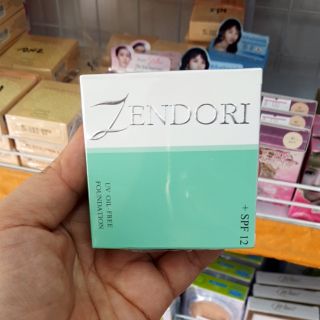 ZENDORI
UV OIL-FREE
FOUNDATION
+ SPF 12